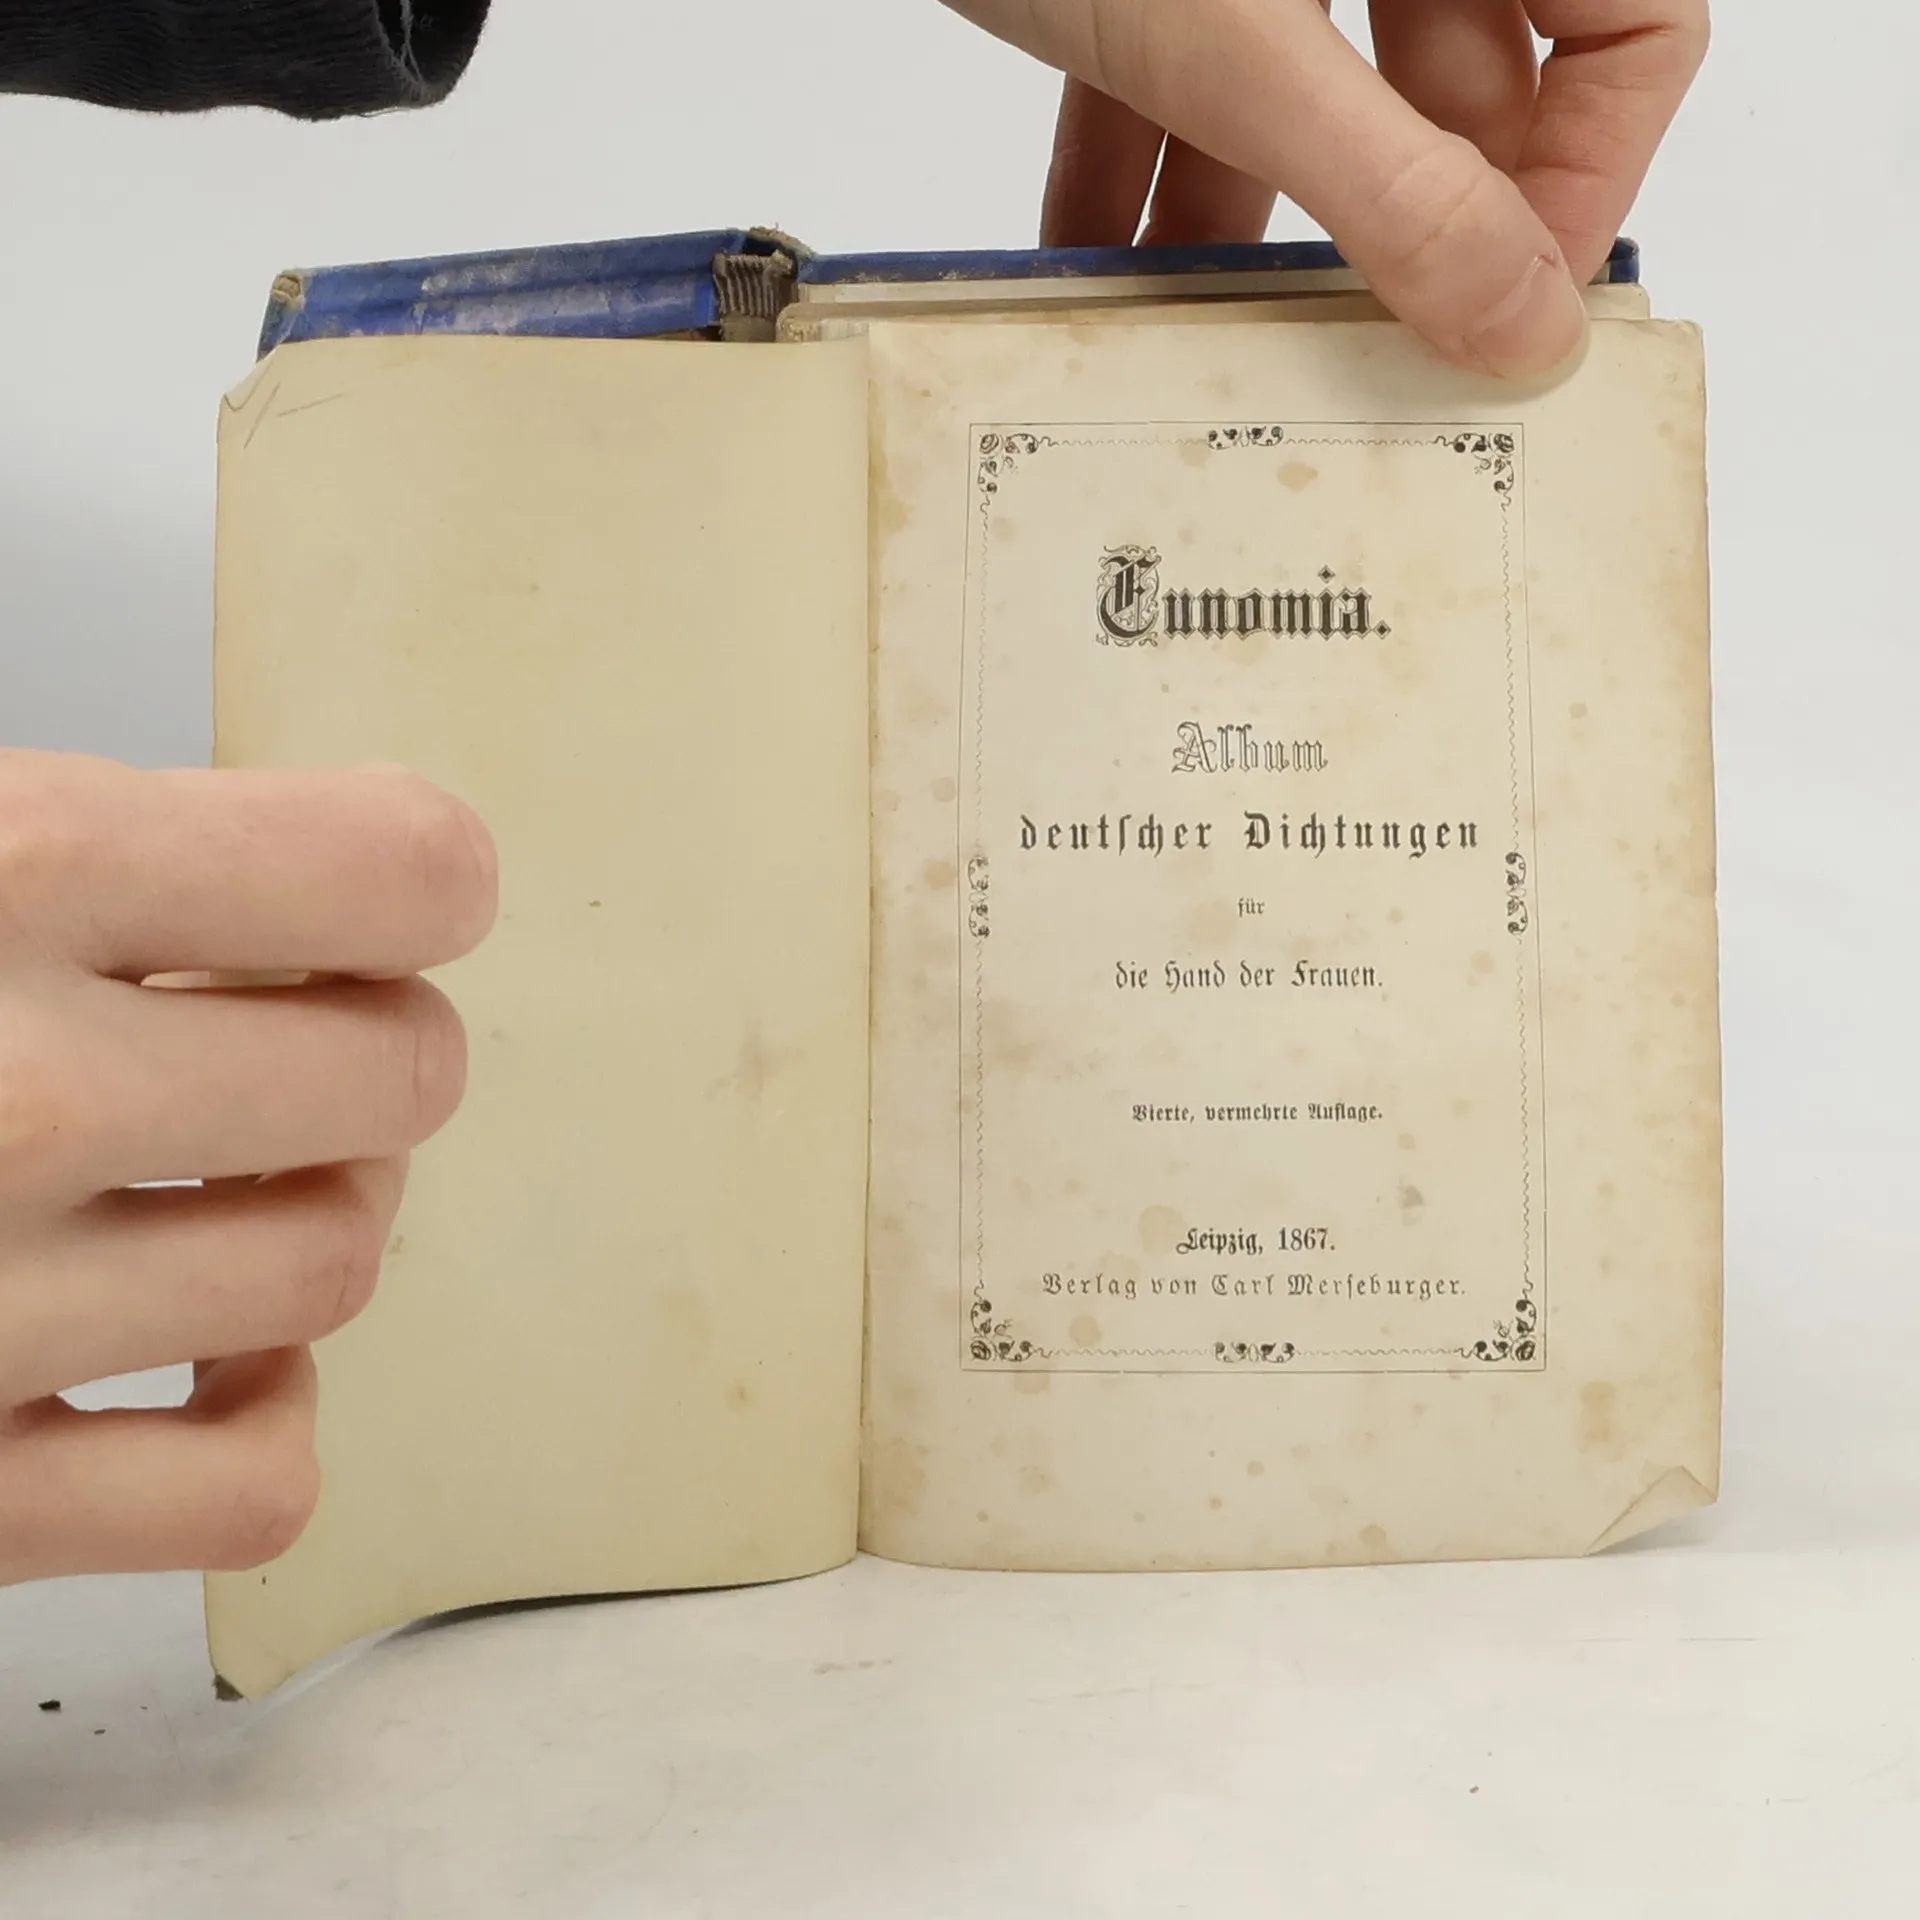 Eunomia.
Album
deutſcher Dichtungen
für
die Hand der Frauen.
Vierte, vermehrte Auflage.
Leipzig, 1867.
Verlag von Carl Merſeburger.